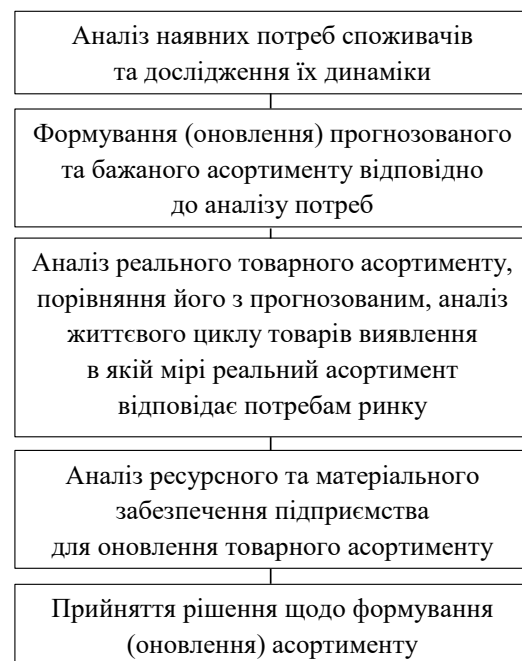 Аналіз наявних потреб споживачів
та дослідження їх динаміки
Формування (оновлення) прогнозованого
та бажаного асортименту відповідно
до аналізу потреб
Аналіз реального товарного асортименту,
порівняння його з прогнозованим, аналіз
життєвого циклу товарів виявлення
в якій мірі реальний асортимент
відповідає потребам ринку
Аналіз ресурсного та матеріального
забезпечення підприємства
для оновлення товарного асортименту
Прийняття рішення щодо формування
(оновлення) асортименту